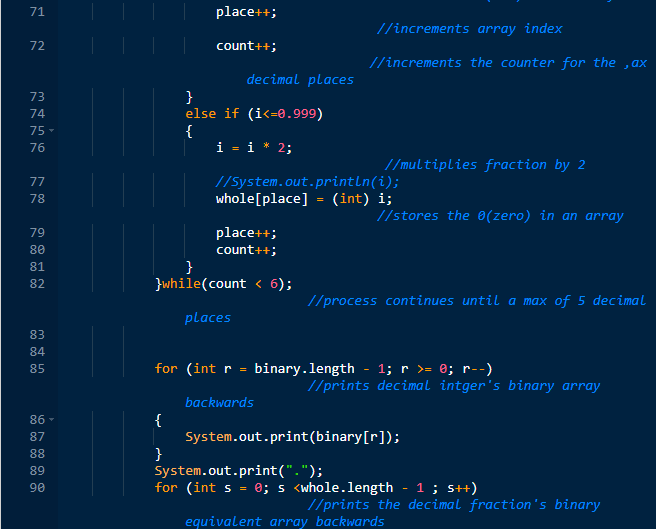 71 place++;
//increments array index
72 count++;
//increments the counter for the ,ax
decimal places
73 }
74 else if (i<=0.999)
75 {
76 i = i * 2;
//multiplies fraction by 2
77 //System.out.println(i);
78 whole[place] = (int) i;
//stores the 0(zero) in an array
79 place++;
80 count++;
81 }
82 }while(count < 6);
//process continues until a max of 5 decimal
places
83
84
85 for (int r = binary.length - 1; r >= 0; r--)
//prints decimal intger's binary array
backwards
86 {
87 System.out.print(binary[r]);
88 }
89 System.out.print(".");
90 for (int s = 0; s <whole.length - 1 ; s++)
//prints the decimal fraction's binary
equivalent array backwards